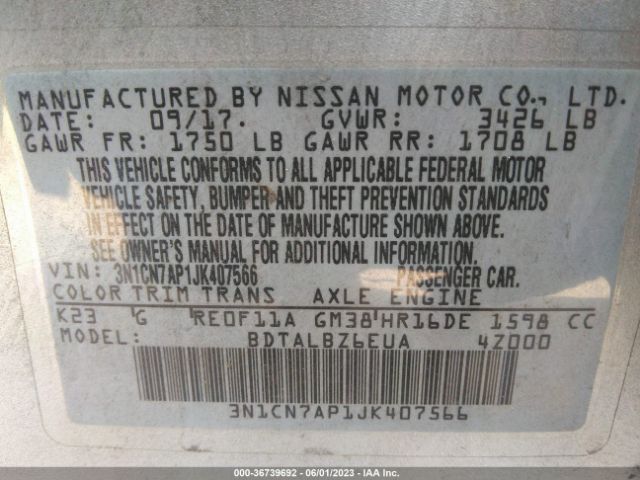 MANUFACTURED BY NISSAN MOTOR CO., LTD.
DATE: 09/17. GVWR: 3426 LB
GAWR FR: 1750 LB GAWR RR: 1708 LB
THIS VEHICLE CONFORMS TO ALL APPLICABLE FEDERAL MOTOR
VEHICLE SAFETY, BUMPER AND THEFT PREVENTION STANDARDS
IN EFFECT ON THE DATE OF MANUFACTURE SHOWN ABOVE.
SEE OWNER'S MANUAL FOR ADDITIONAL INFORMATION.
VIN: 3N1CN7AP1JK407566 PASSENGER CAR.
COLOR TRIM TRANS AXLE ENGINE
K23 G RE0F11A GM38 HR16DE 1598 CC
MODEL: BDTALBZ6EUA 4Z000
3N1CN7AP1JK407566
© 000-36739692 - 06/01/2023 - IAA Inc.